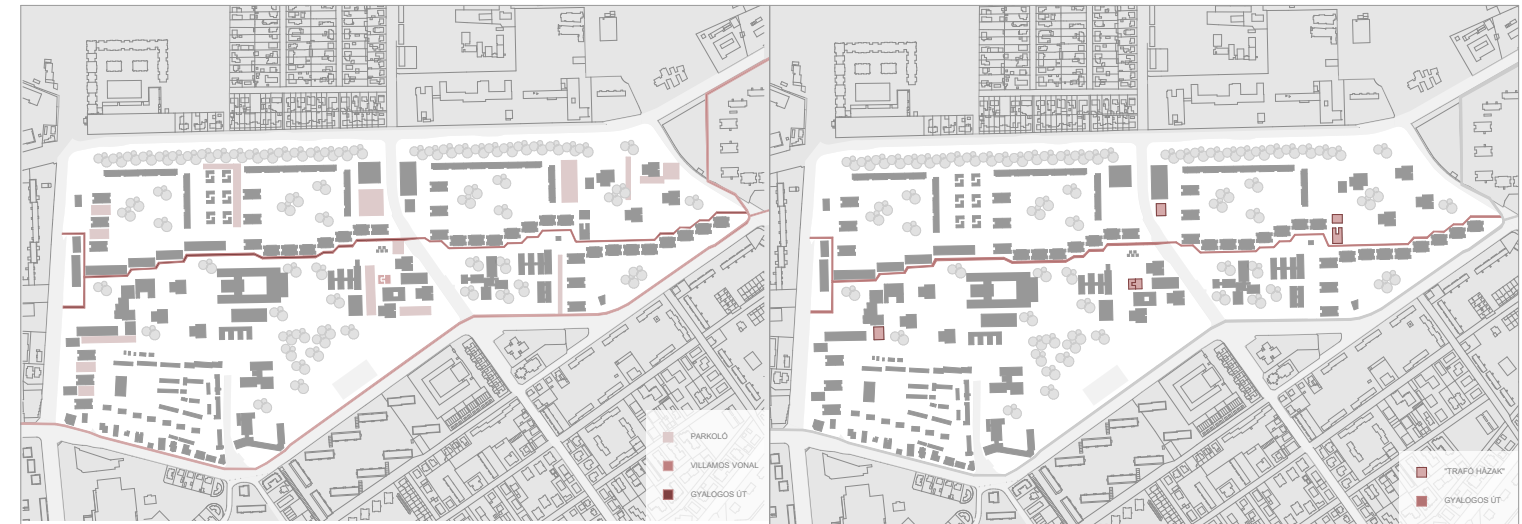 PARKOLÓ
VILLAMOS VONAL
GYALOGOS ÚT
"TRAFÓ HÁZAK"
GYALOGOS ÚT